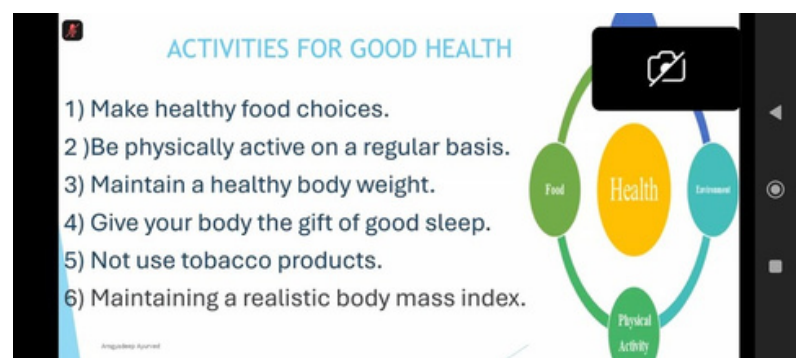 ACTIVITIES FOR GOOD HEALTH
1) Make healthy food choices.
2 )Be physically active on a regular basis.
3) Maintain a healthy body weight.
4) Give your body the gift of good sleep.
5) Not use tobacco products.
6) Maintaining a realistic body mass index.
Food
Health
Environment
Physical
Activity
Arogyadeep Ayurved